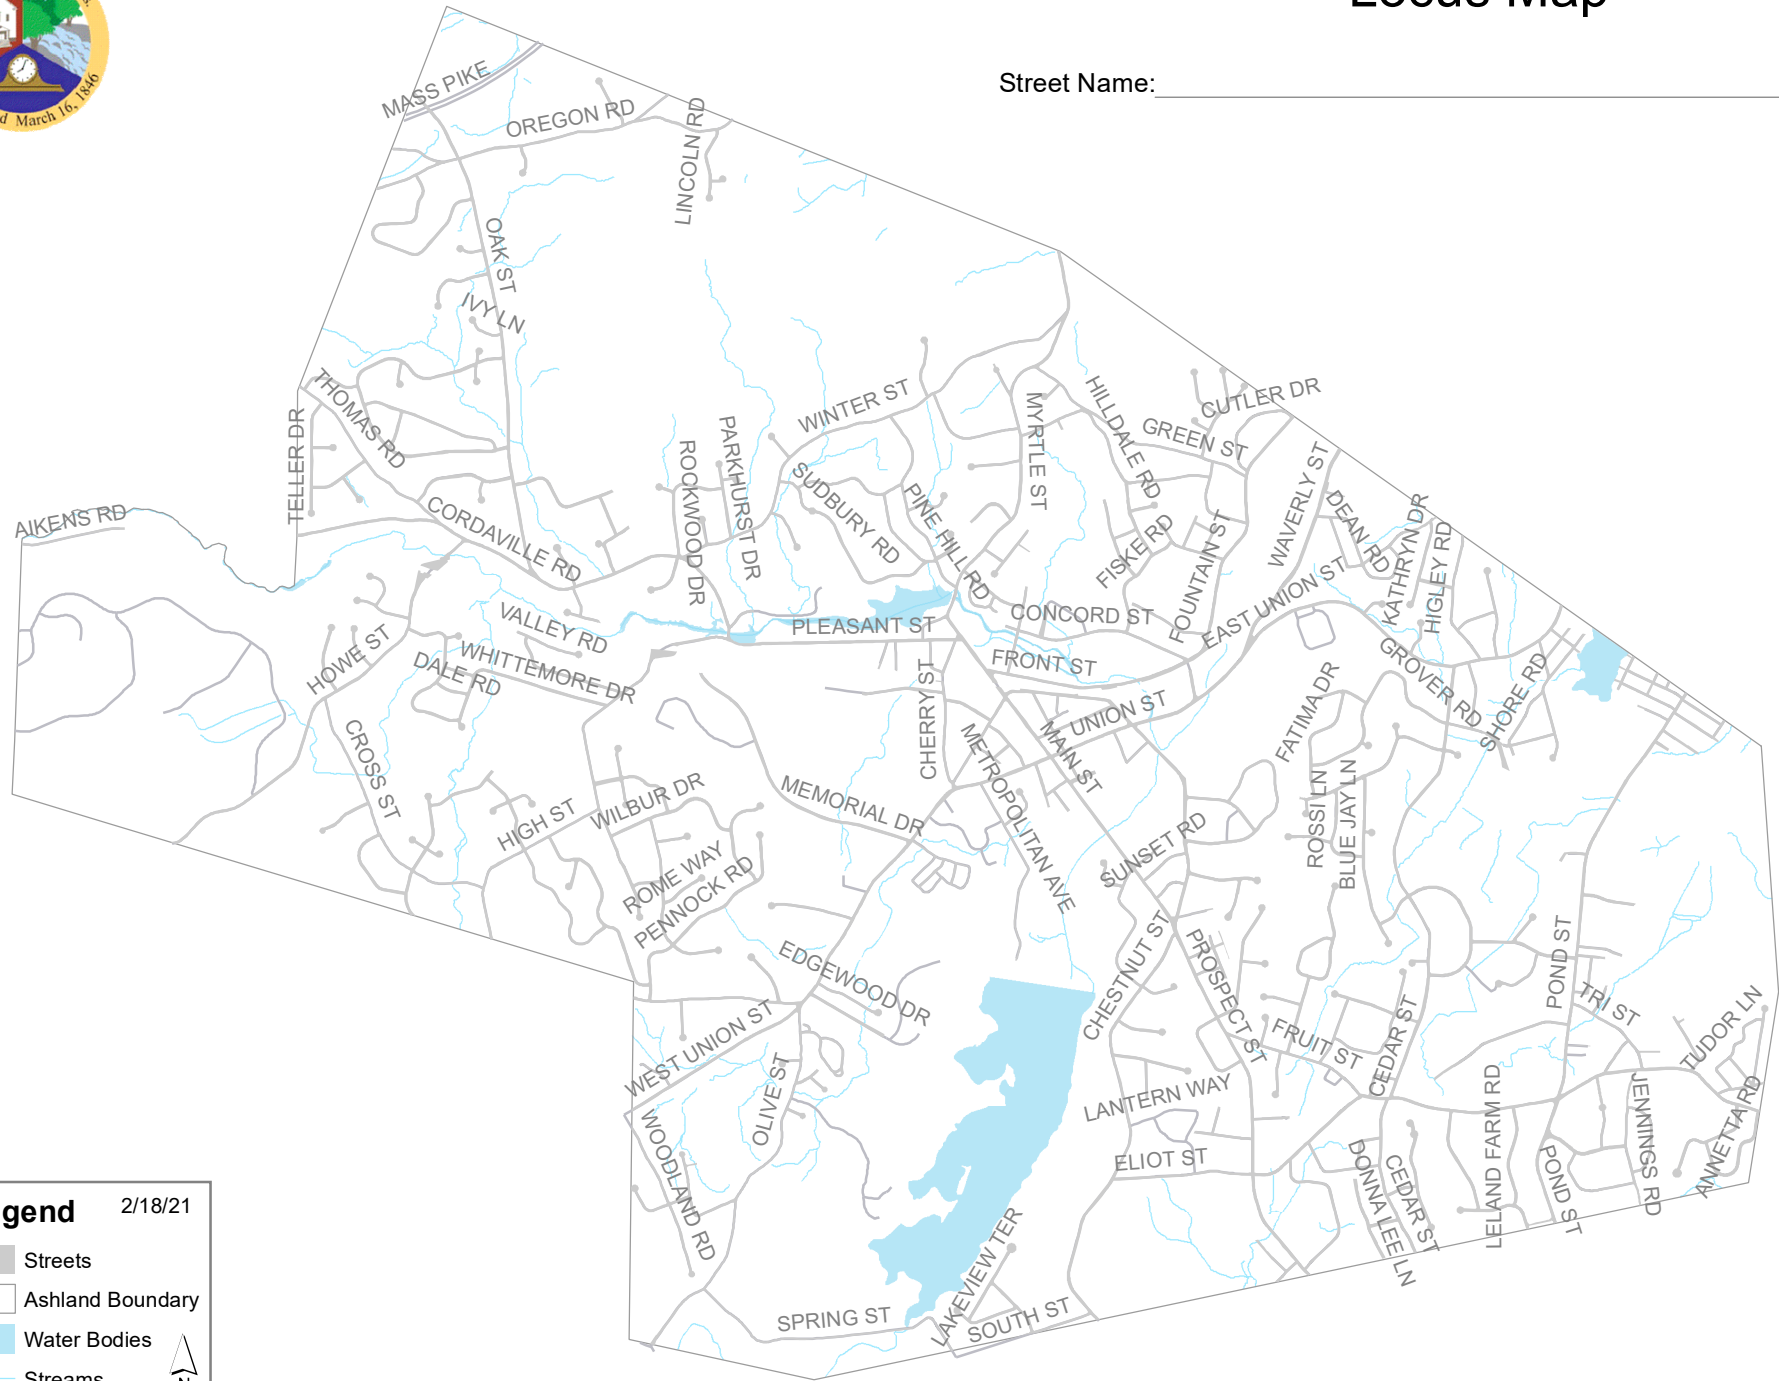 Locus Map
Street Name:
d March 16, 1846
MASS PIKE
OREGON RD
LINCOLN RD
OAK ST
IVY LN
THOMAS RD
TELLER DR
AIKENS RD
CORDAVILLE RD
ROCKWOOD DR
PARKHURST DR
WINTER ST
SUDBURY RD
PINE HILL RD
MYRTLE ST
HILLDALE RD
GREEN ST
CUTLER DR
FISKE RD
FOUNTAIN ST
WAVERLY ST
DEAN RD
KATHRYN DR
HIGLEY RD
EAST UNION ST
CONCORD ST
PLEASANT ST
FRONT ST
VALLEY RD
WHITTEMORE DR
DALE RD
HOWE ST
CROSS ST
CHERRY ST
METROPOLITAN AVE
MAIN ST
UNION ST
FATIMA DR
GROVER RD
SHORE RD
ROSSI LN
BLUE JAY LN
MEMORIAL DR
HIGH ST
WILBUR DR
ROME WAY
PENNOCK RD
SUNSET RD
EDGEWOOD DR
CHESTNUT ST
PROSPECT ST
FRUIT ST
CEDAR ST
POND ST
TRI ST
TUDOR LN
WEST UNION ST
OLIVE ST
LANTERN WAY
ELIOT ST
LELAND FARM RD
JENNINGS RD
ANNETTA RD
WOODLAND RD
DONNA LEE LN
CEDAR ST
POND ST
LAKEVIEW TER
SPRING ST
SOUTH ST
gend 2/18/21
Streets
Ashland Boundary
Water Bodies
Streams
N